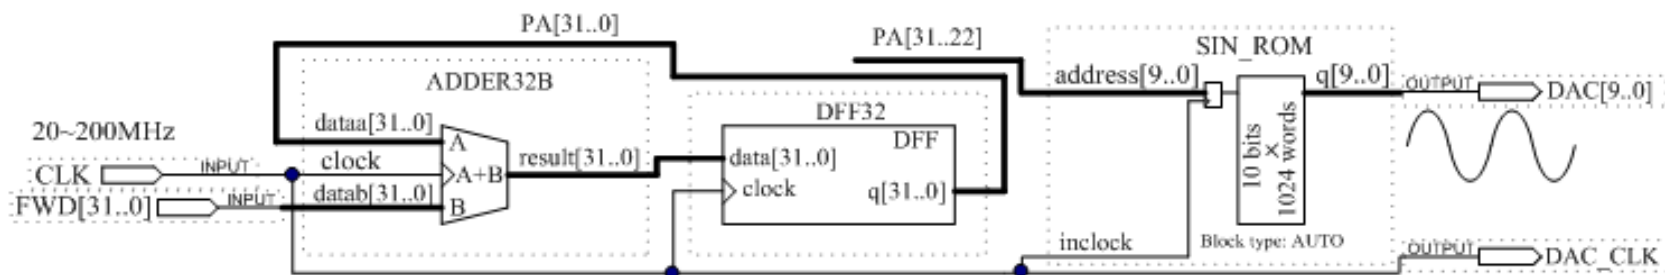 PA[31..0]
PA[31..22]
SIN_ROM
ADDER32B
address[9..0]
q[9..0]
OUTPUT
DAC[9..0]
DFF32
20~200MHz
dataa[31..0]
A
DFF
10 bits
×
1024 words
CLK
INPUT
clock
A+B
result[31..0]
data[31..0]
FWD[31..0]
INPUT
datab[31..0]
B
clock
q[31..0]
inclock
Block type: AUTO
OUTPUT
DAC_CLK